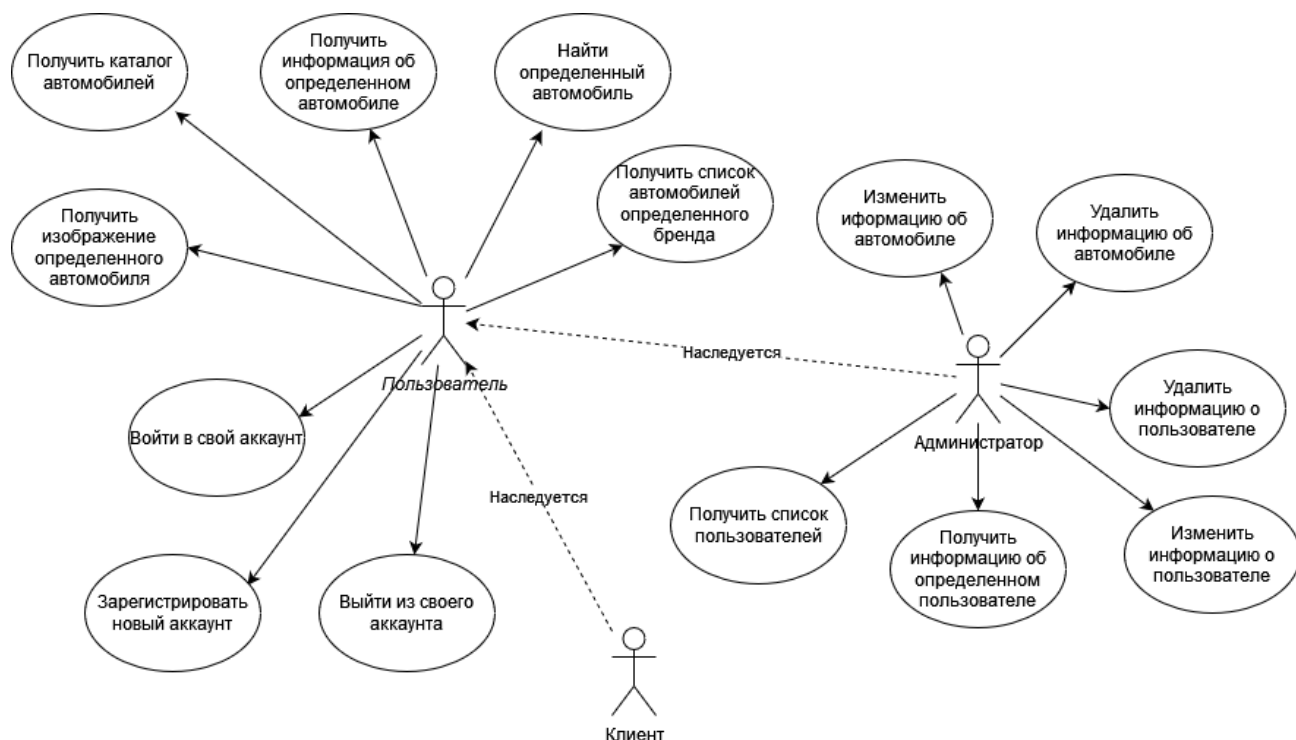 Получить каталог
автомобилей
Получить
информация об
определенном
автомобиле
Найти
определенный
автомобиль
Получить список
автомобилей
определенного
бренда
Изменить
иформацию об
автомобиле
Удалить
информацию об
автомобиле
Получить
изображение
определенного
автомобиля
Наследуется
Пользователь
Удалить
информацию о
пользователе
Войти в свой аккаунт
Администратор
Наследуется
Получить список
пользователей
Получить
информацию об
определенном
пользователе
Изменить
информацию о
пользователе
Зарегистрировать
новый аккаунт
Выйти из своего
аккаунта
Клиент